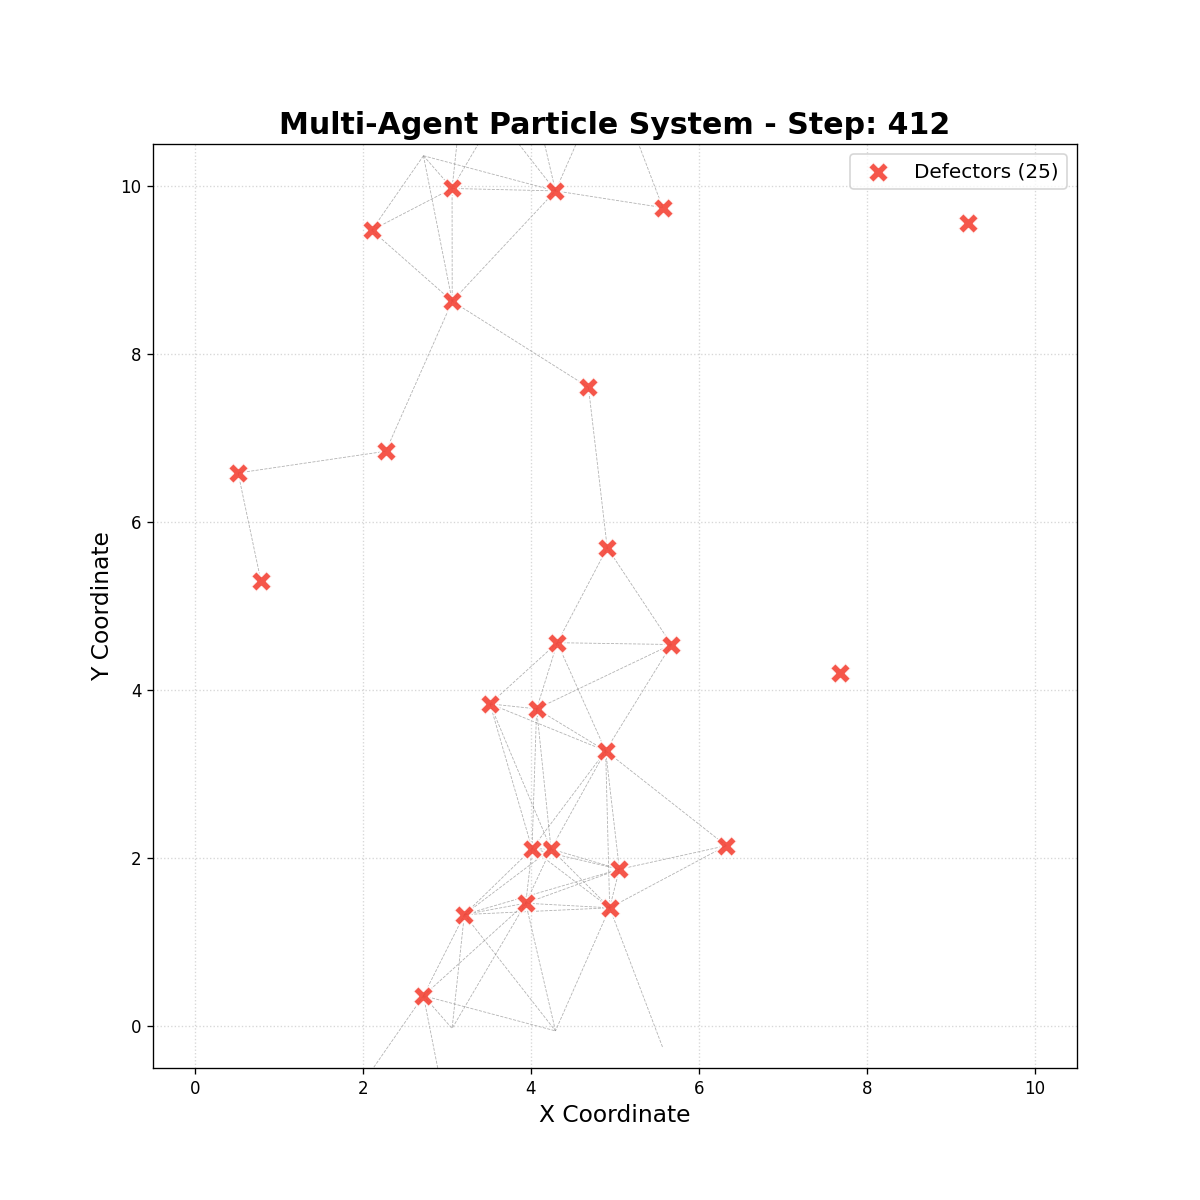 Multi-Agent Particle System - Step: 412
Defectors (25)
10
8
6
4
2
0
Y Coordinate
0 2 4 6 8 10
X Coordinate